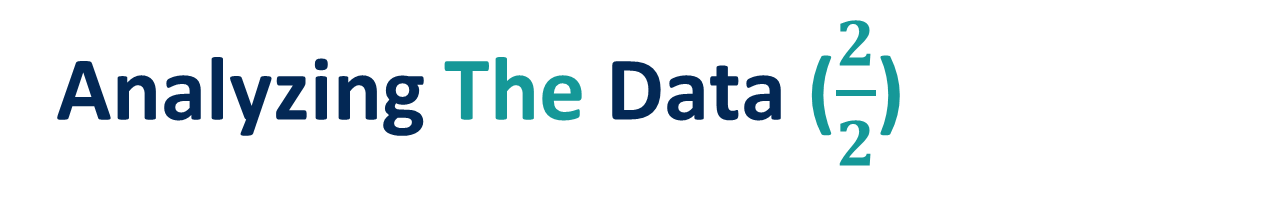 Analyzing The Data (2/2)